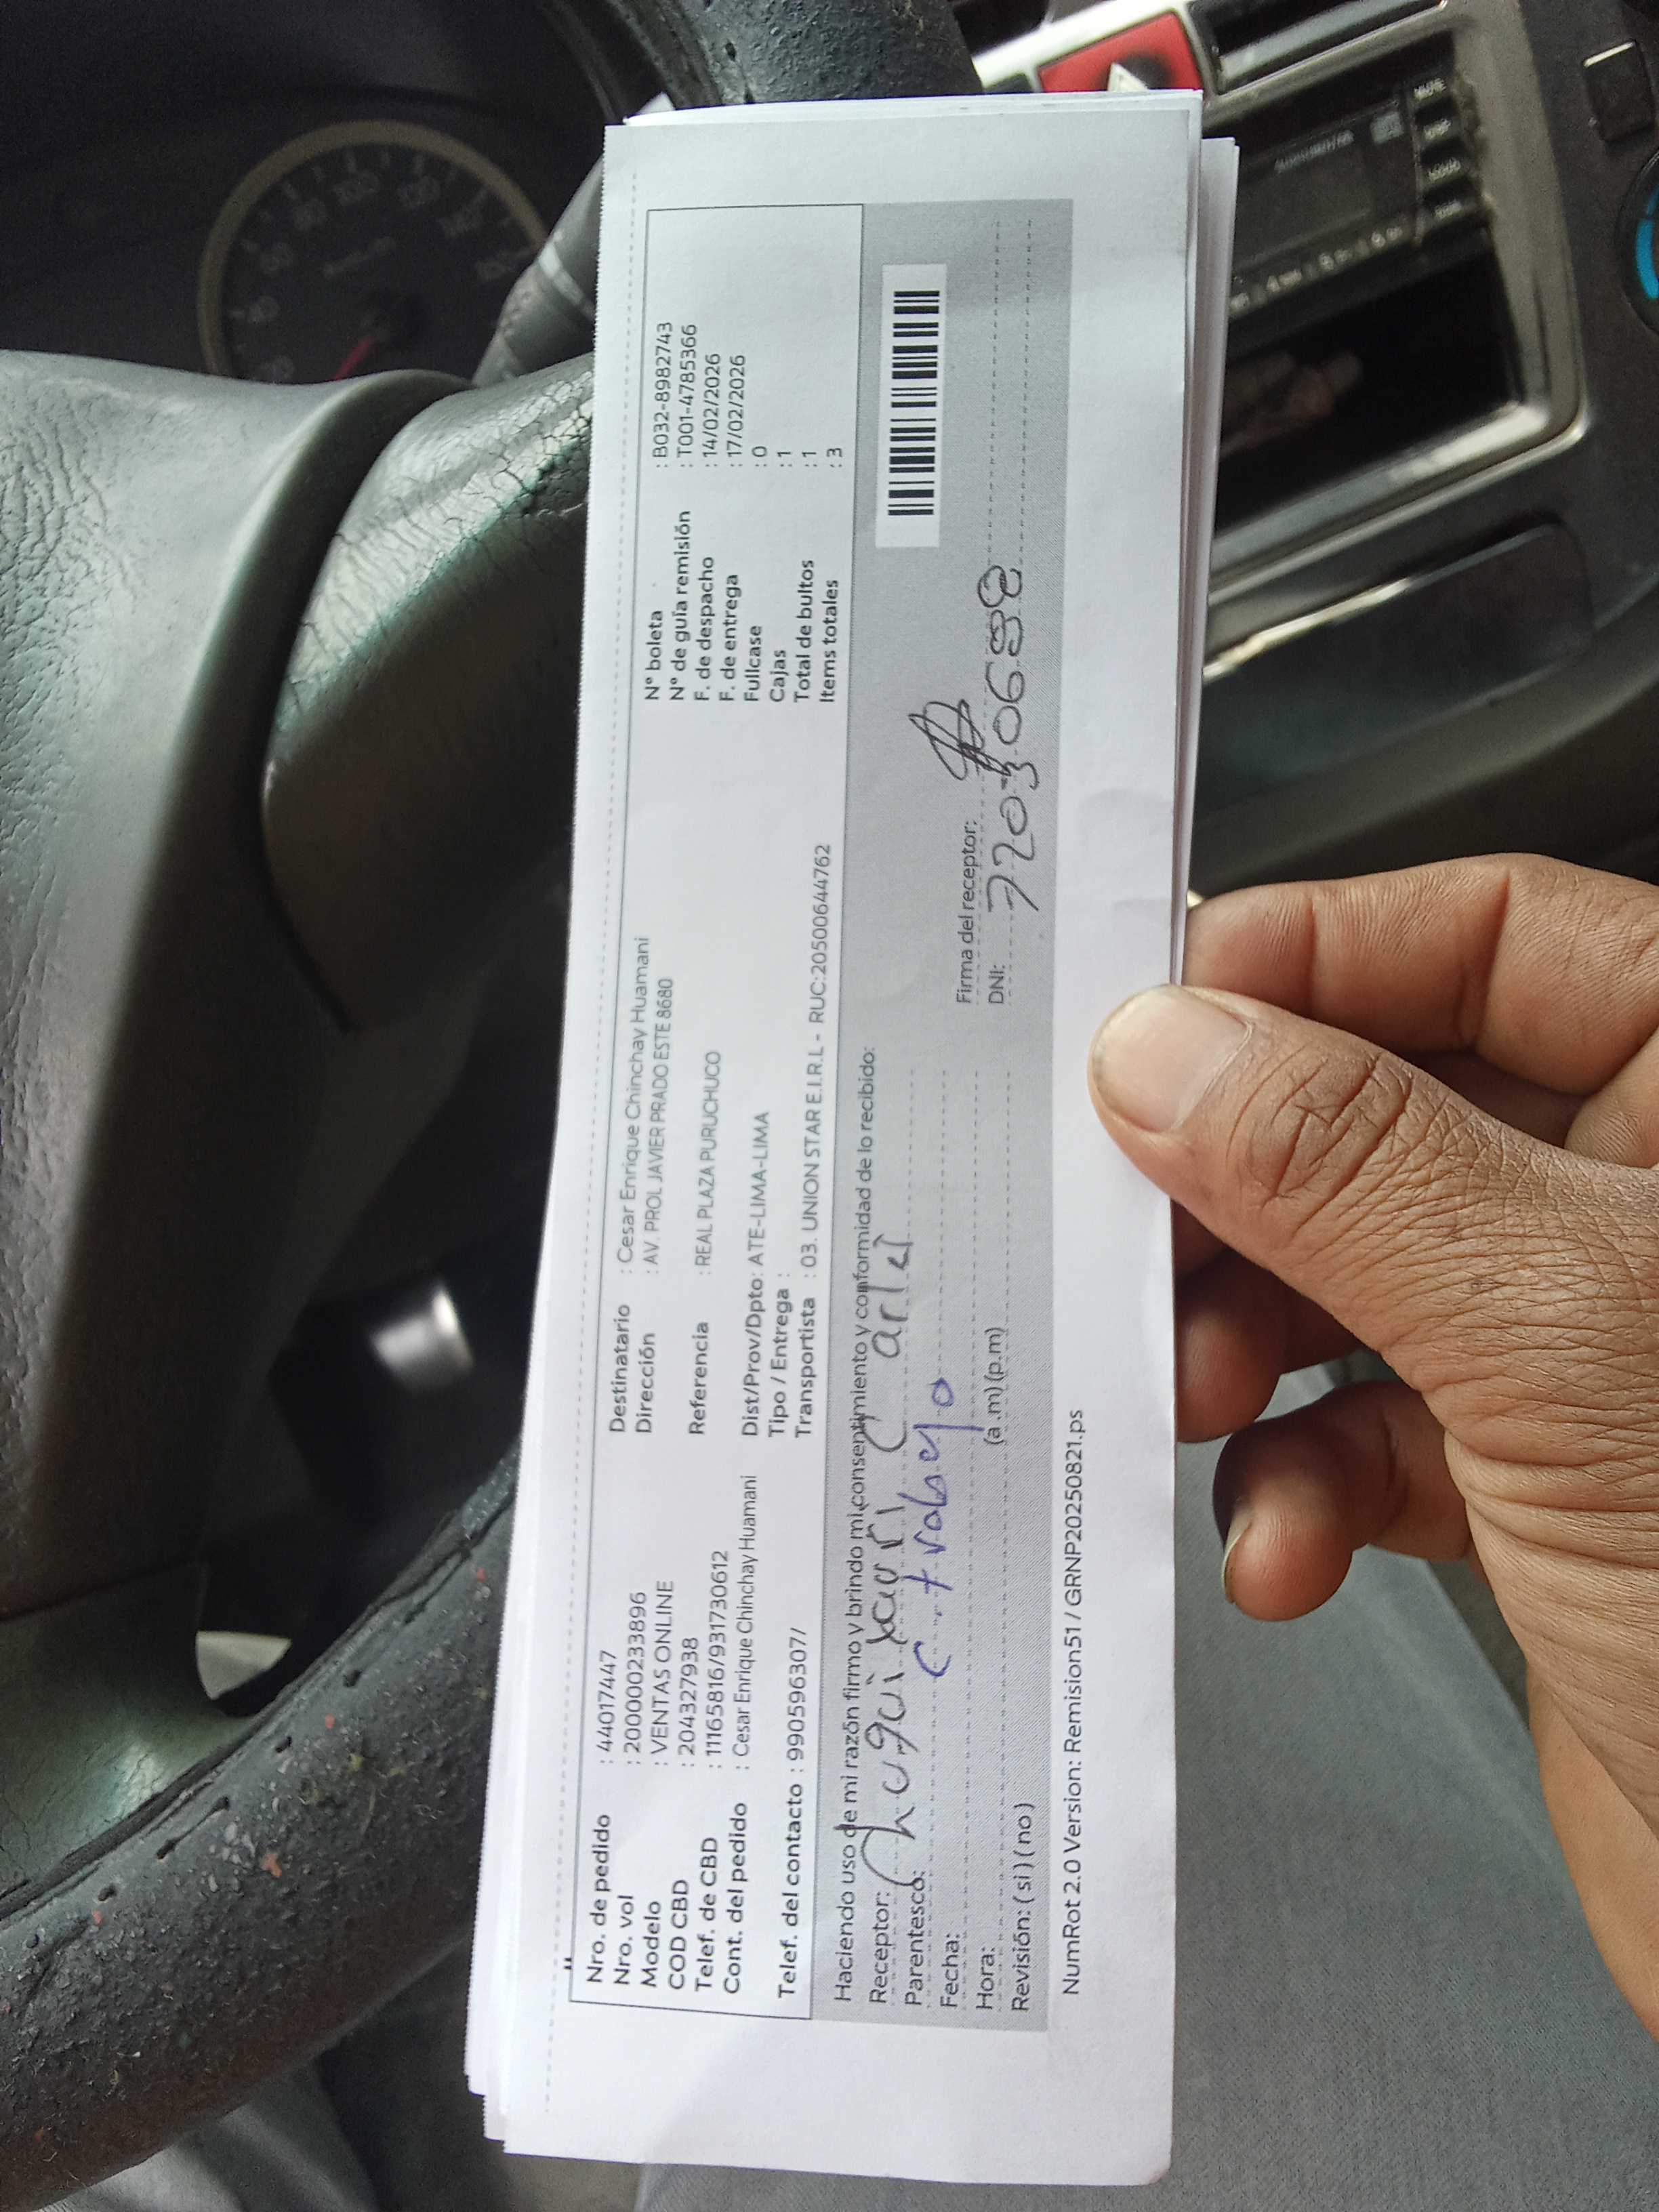 Nro. de pedido : 44017447
Nro. vol : 200000233896
Modelo : VENTAS ONLINE
COD CBD : 204327938
Telef. de CBD : 11165816/931730612
Cont. del pedido : Cesar Enrique Chinchay Huamani
Telef. del contacto : 990596307/
Destinatario : Cesar Enrique Chinchay Huamani
Dirección : AV. PROL JAVIER PRADO ESTE 8680
Referencia : REAL PLAZA PURUCHUCO
Dist/Prov/Dpto: ATE-LIMA-LIMA
Tipo / Entrega :
Transportista : 03. UNION STAR E.I.R.L - RUC:20500644762
N° boleta : B032-8982743
N° de guía remisión : T001-4785366
F. de despacho : 14/02/2026
F. de entrega : 17/02/2026
Fullcase : 0
Cajas : 1
Total de bultos : 1
Items totales : 3
Haciendo uso de mi razón firmo y brindo mi consentimiento y conformidad de lo recibido:
Receptor:
Parentesco: C. trabajo
Fecha:
Hora: (a.m) (p.m)
Revisión: ( si ) ( no )
Firma del receptor:
DNI: 72030688
NumRot 2.0 Version: Remision51 / GRNP20250821.ps